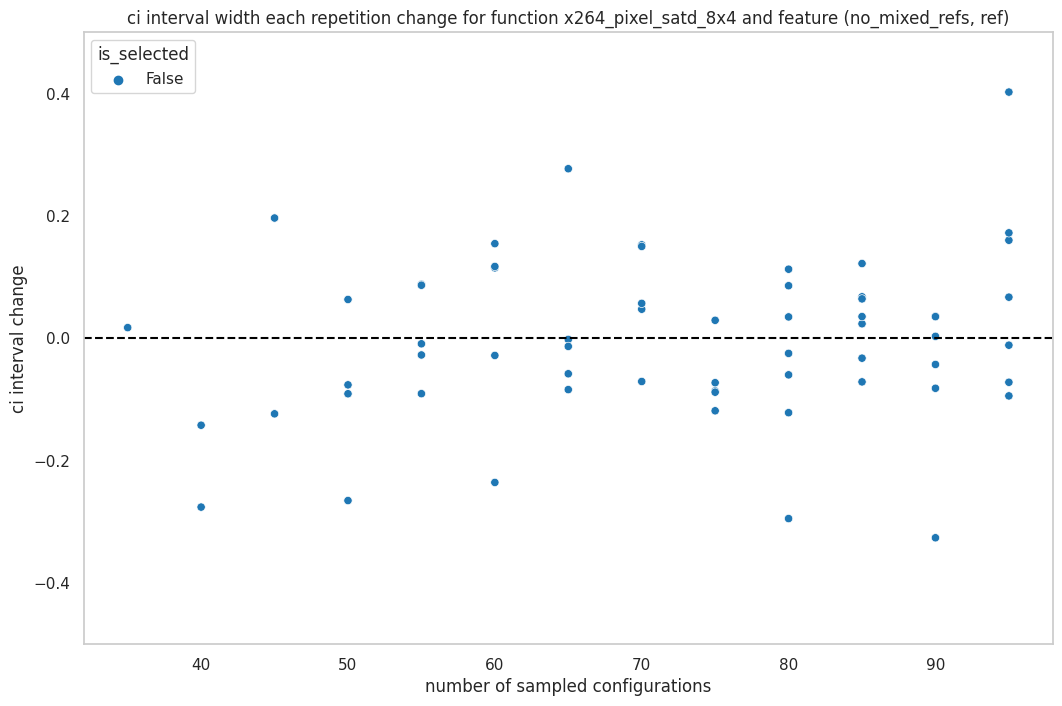 ci interval width each repetition change for function x264_pixel_satd_8x4 and feature (no_mixed_refs, ref)
is_selected
False
ci interval change
0.4
0.2
0.0
−0.2
−0.4
40 50 60 70 80 90
number of sampled configurations